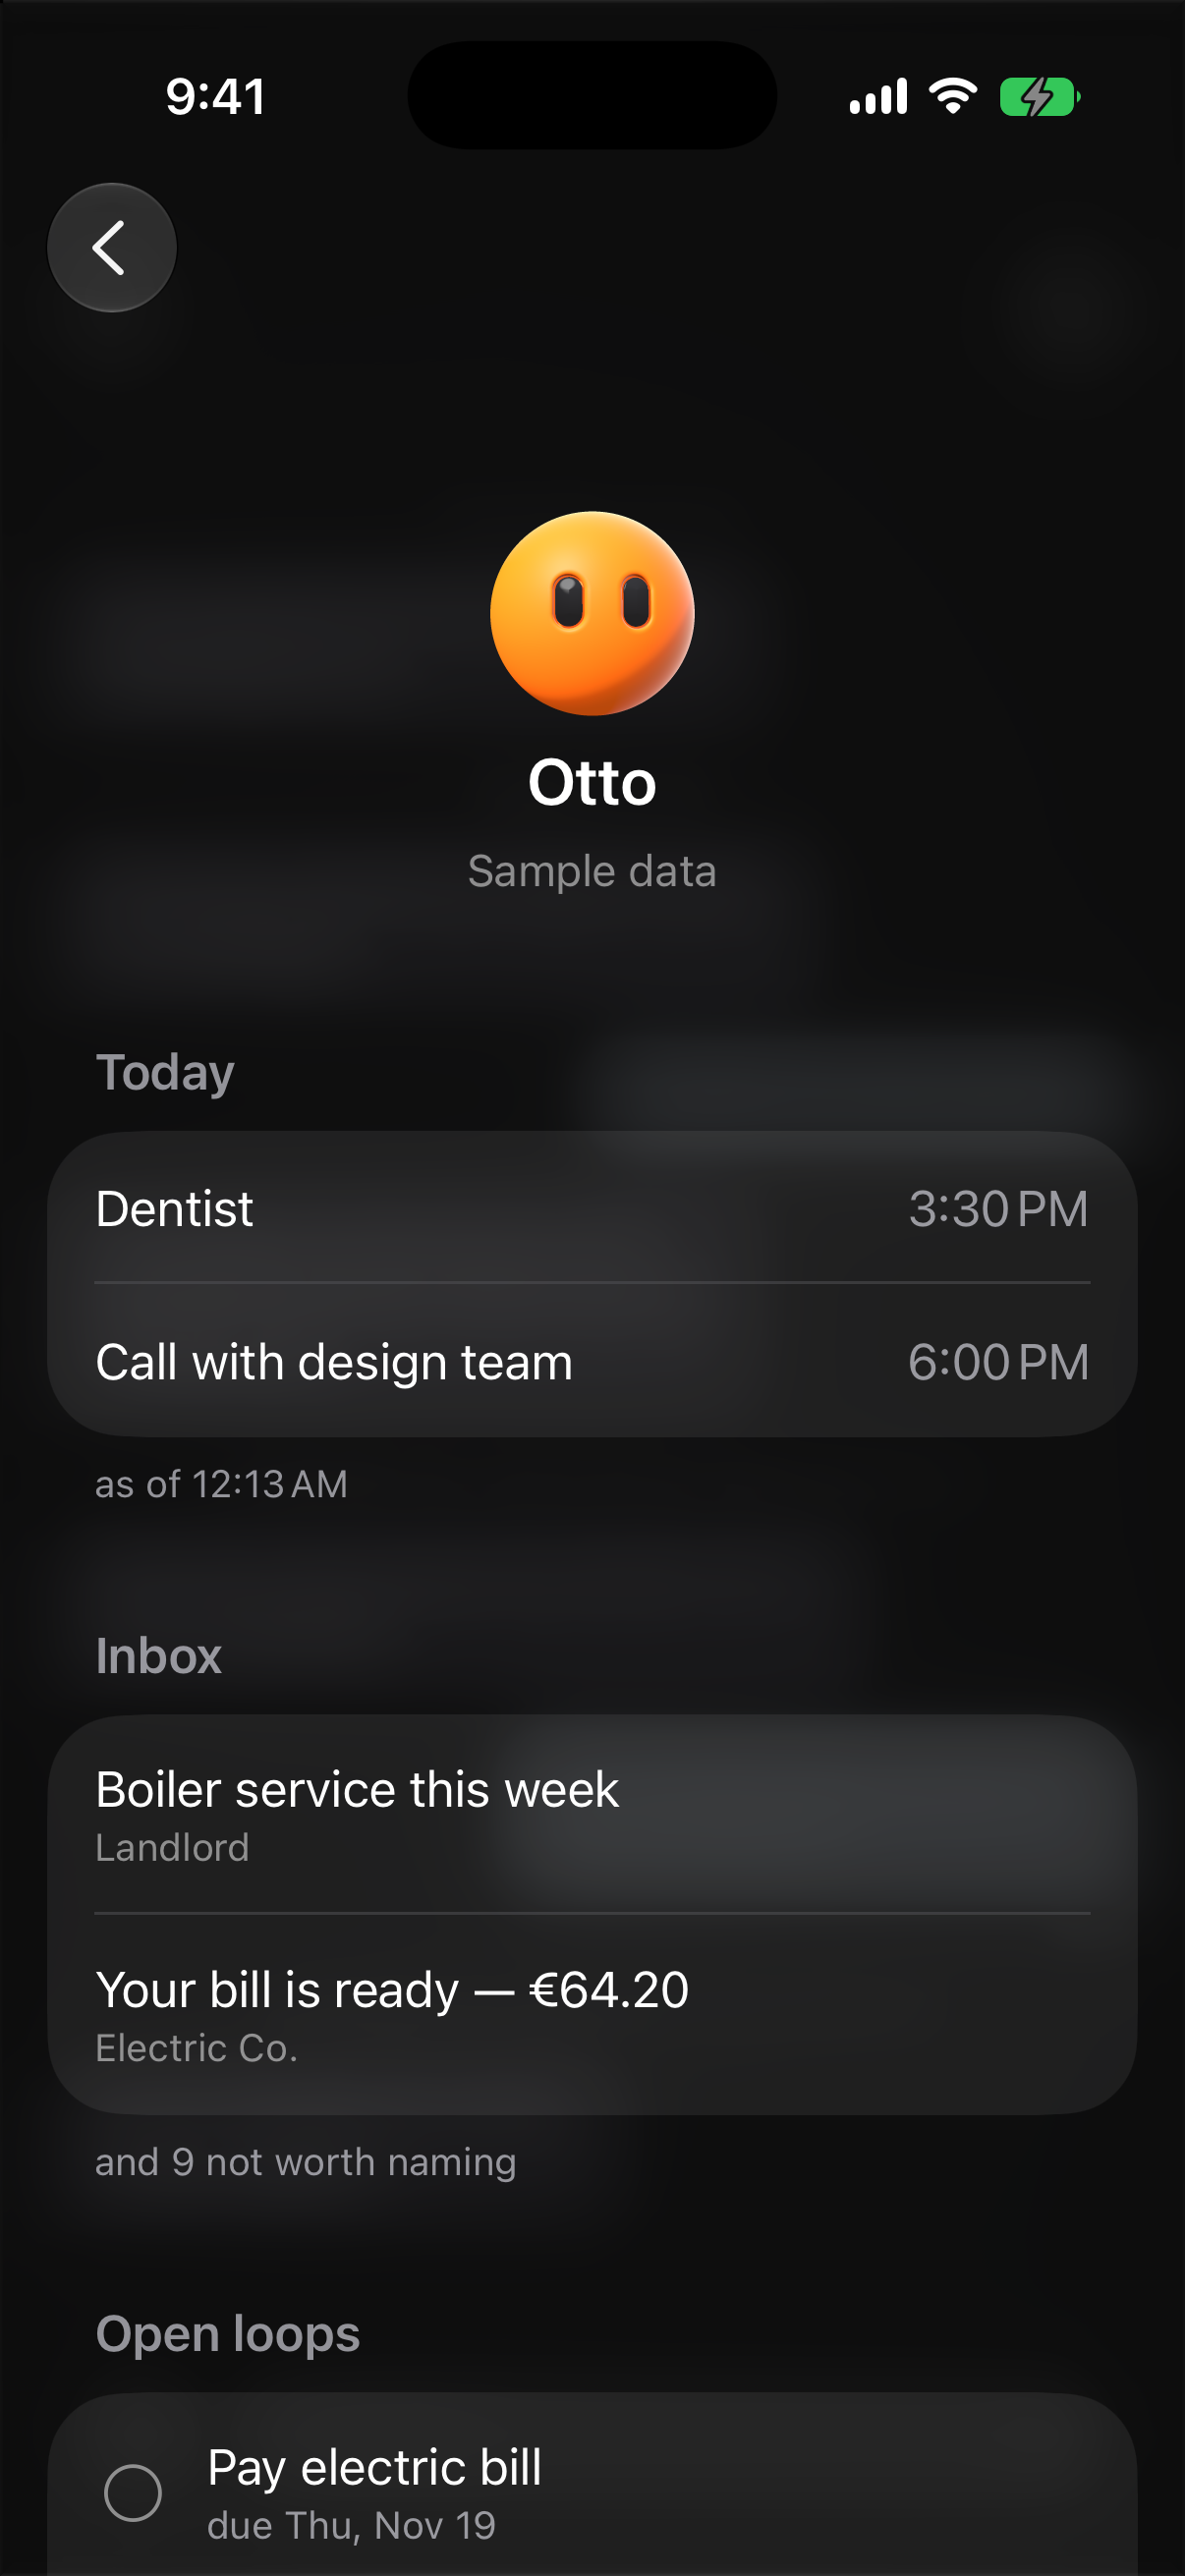 9:41
Otto
Sample data
Today
Dentist 3:30 PM
Call with design team 6:00 PM
as of 12:13 AM
Inbox
Boiler service this week
Landlord
Your bill is ready — €64.20
Electric Co.
and 9 not worth naming
Open loops
Pay electric bill
due Thu, Nov 19